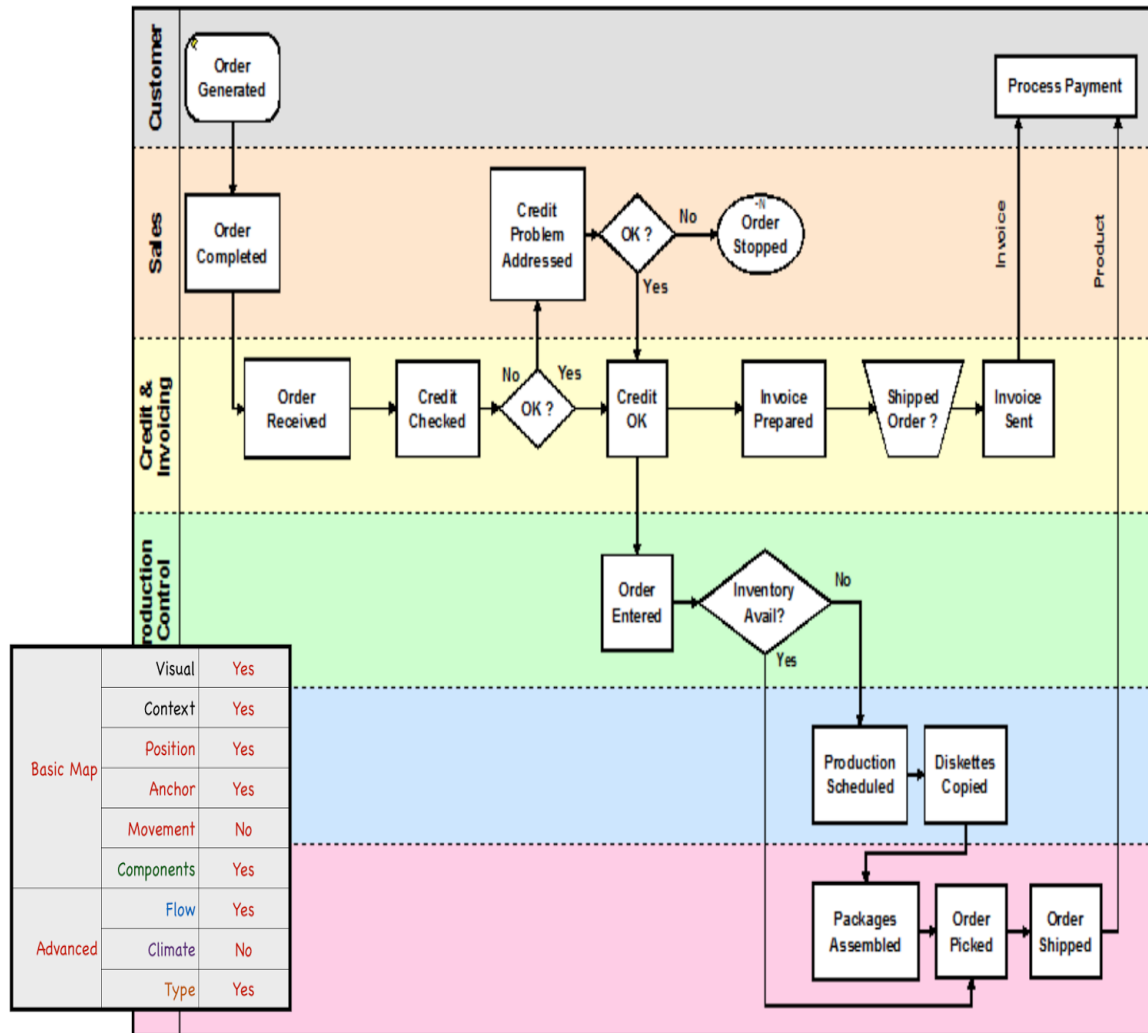 Customer
Order
Generated
Process Payment
Sales
Order
Completed
Credit
Problem
Addressed
OK ?
No
-N
Order
Stopped
Yes
Invoice
Product
Credit &
Invoicing
Order
Received
Credit
Checked
No
Yes
OK ?
Credit
OK
Invoice
Prepared
Shipped
Order ?
Invoice
Sent
roduction
Control
Order
Entered
Inventory
Avail?
No
Yes
Production
Scheduled
Diskettes
Copied
Packages
Assembled
Order
Picked
Order
Shipped
Basic Map
Visual Yes
Context Yes
Position Yes
Anchor Yes
Movement No
Components Yes
Advanced
Flow Yes
Climate No
Type Yes